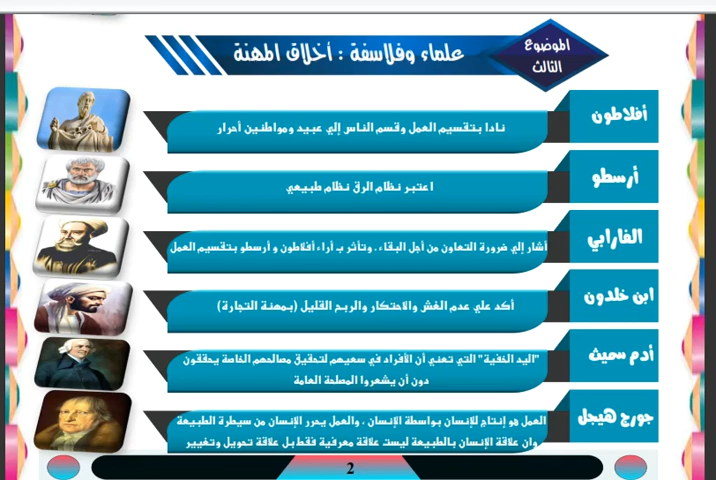 الموضوع
الثالث
علماء وفلاسفة : أخلاق المهنة
أفلاطون
نادا بتقسيم العمل وقسم الناس إلي عبيد ومواطنين أحرار
أرسطو
اعتبر نظام الرق نظام طبيعي
الفارابي
أشار إلي ضرورة التعاون من أجل البقاء، وتأثر ب أراء أفلاطون و أرسطو بتقسيم العمل
ابن خلدون
أكد علي عدم الغش والاحتكار والربح القليل (بمهنة التجارة)
أدم سميث
"اليد الخفية" التي تعني أن الأفراد في سعيهم لتحقيق مصالحهم الخاصة يحققون
دون أن يشعروا المصلحة العامة
جورج هيجل
العمل هو إنتاج للإنسان بواسطة الإنسان ، والعمل يحرر الإنسان من سيطرة الطبيعة
وان علاقة الإنسان بالطبيعة ليست علاقة معرفية فقط بل علاقة تحويل وتغيير
2